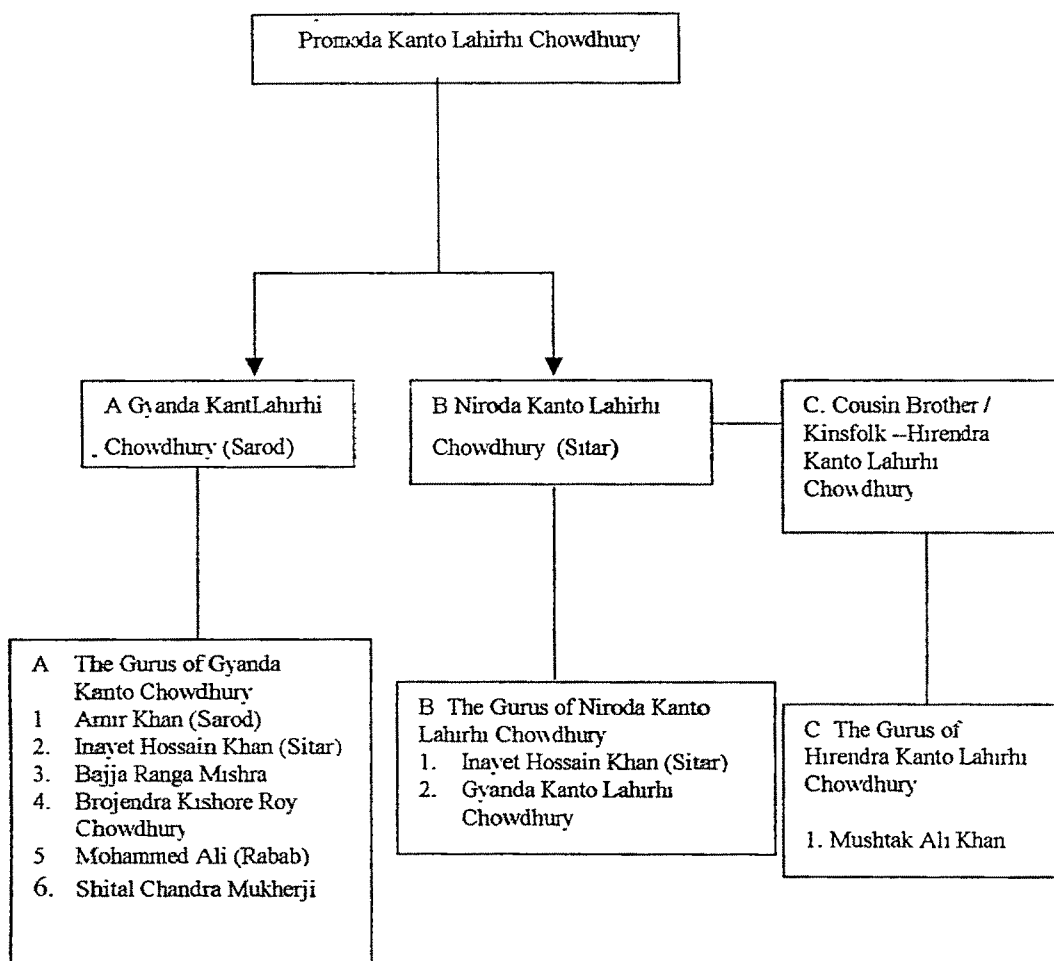 Promoda Kanto Lahirhi Chowdhury
A Gyanda KantLahirhi
Chowdhury (Sarod)
B Niroda Kanto Lahirhi
Chowdhury (Sitar)
C. Cousin Brother /
Kinsfolk –Hirendra
Kanto Lahirhi
Chowdhury
A The Gurus of Gyanda
Kanto Chowdhury
1 Amir Khan (Sarod)
2. Inayet Hossain Khan (Sitar)
3. Bajja Ranga Mishra
4. Brojendra Kishore Roy
Chowdhury
5 Mohammed Ali (Rabab)
6. Shital Chandra Mukherji
B The Gurus of Niroda Kanto
Lahirhi Chowdhury
1. Inayet Hossain Khan (Sitar)
2. Gyanda Kanto Lahirhi
Chowdhury
C The Gurus of
Hirendra Kanto Lahirhi
Chowdhury
1. Mushtak Ali Khan